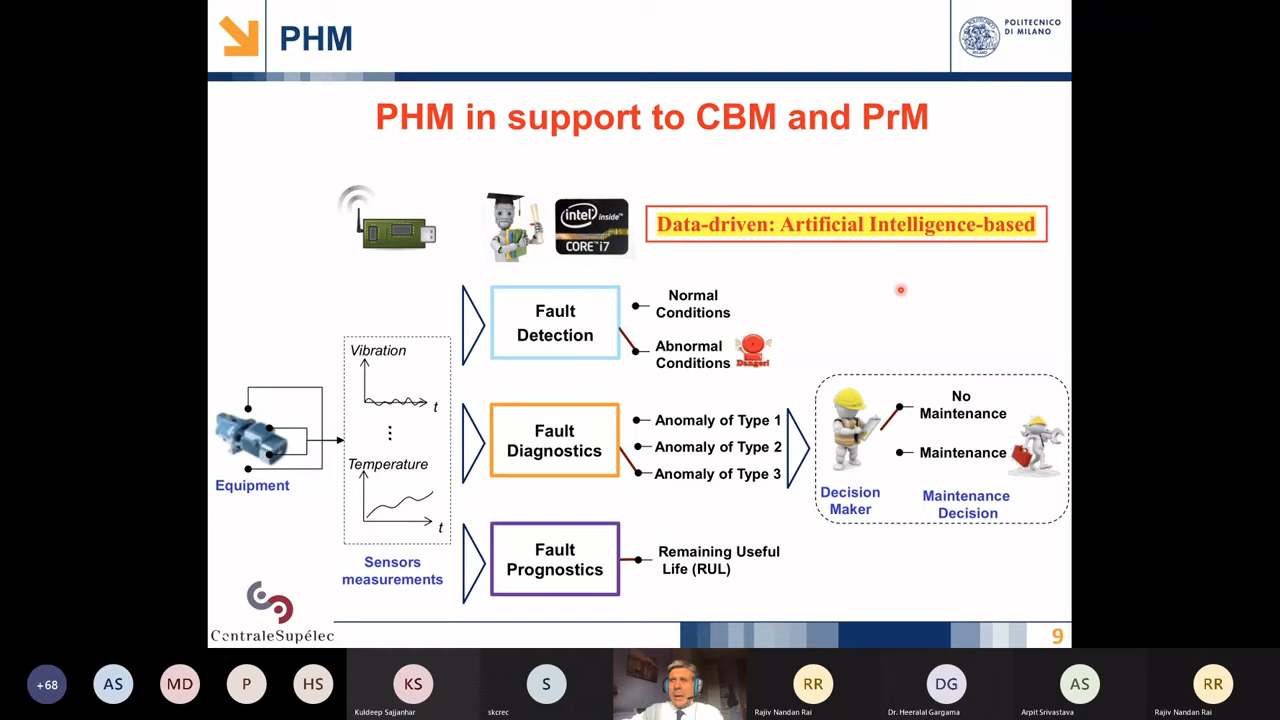 PHM
POLITECNICO
DI MILANO
PHM in support to CBM and PrM
intel inside™
CORE™i7
Data-driven: Artificial Intelligence-based
Fault
Detection
Normal
Conditions
Abnormal
Conditions
Danger!
Vibration
t
Temperature
t
Equipment
Sensors
measurements
Fault
Diagnostics
Anomaly of Type 1
Anomaly of Type 2
Anomaly of Type 3
No
Maintenance
Maintenance
Decision
Maker
Maintenance
Decision
Fault
Prognostics
Remaining Useful
Life (RUL)
CentraleSupélec
9
+68
AS
MD
P
HS
KS
Kuldeep Sajjanhar
S
skcrec
RR
Rajiv Nandan Rai
DG
Dr. Heeralal Gargama
AS
Arpit Srivastava
RR
Rajiv Nandan Rai